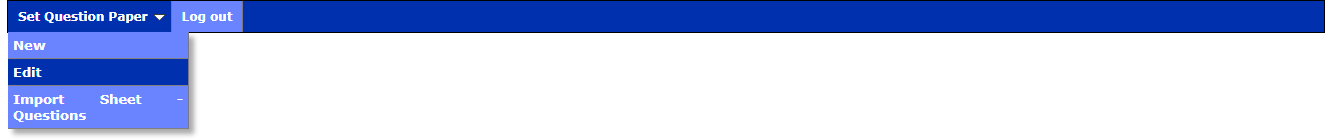 Set Question Paper Log out
New
Edit
Import Sheet -
Questions